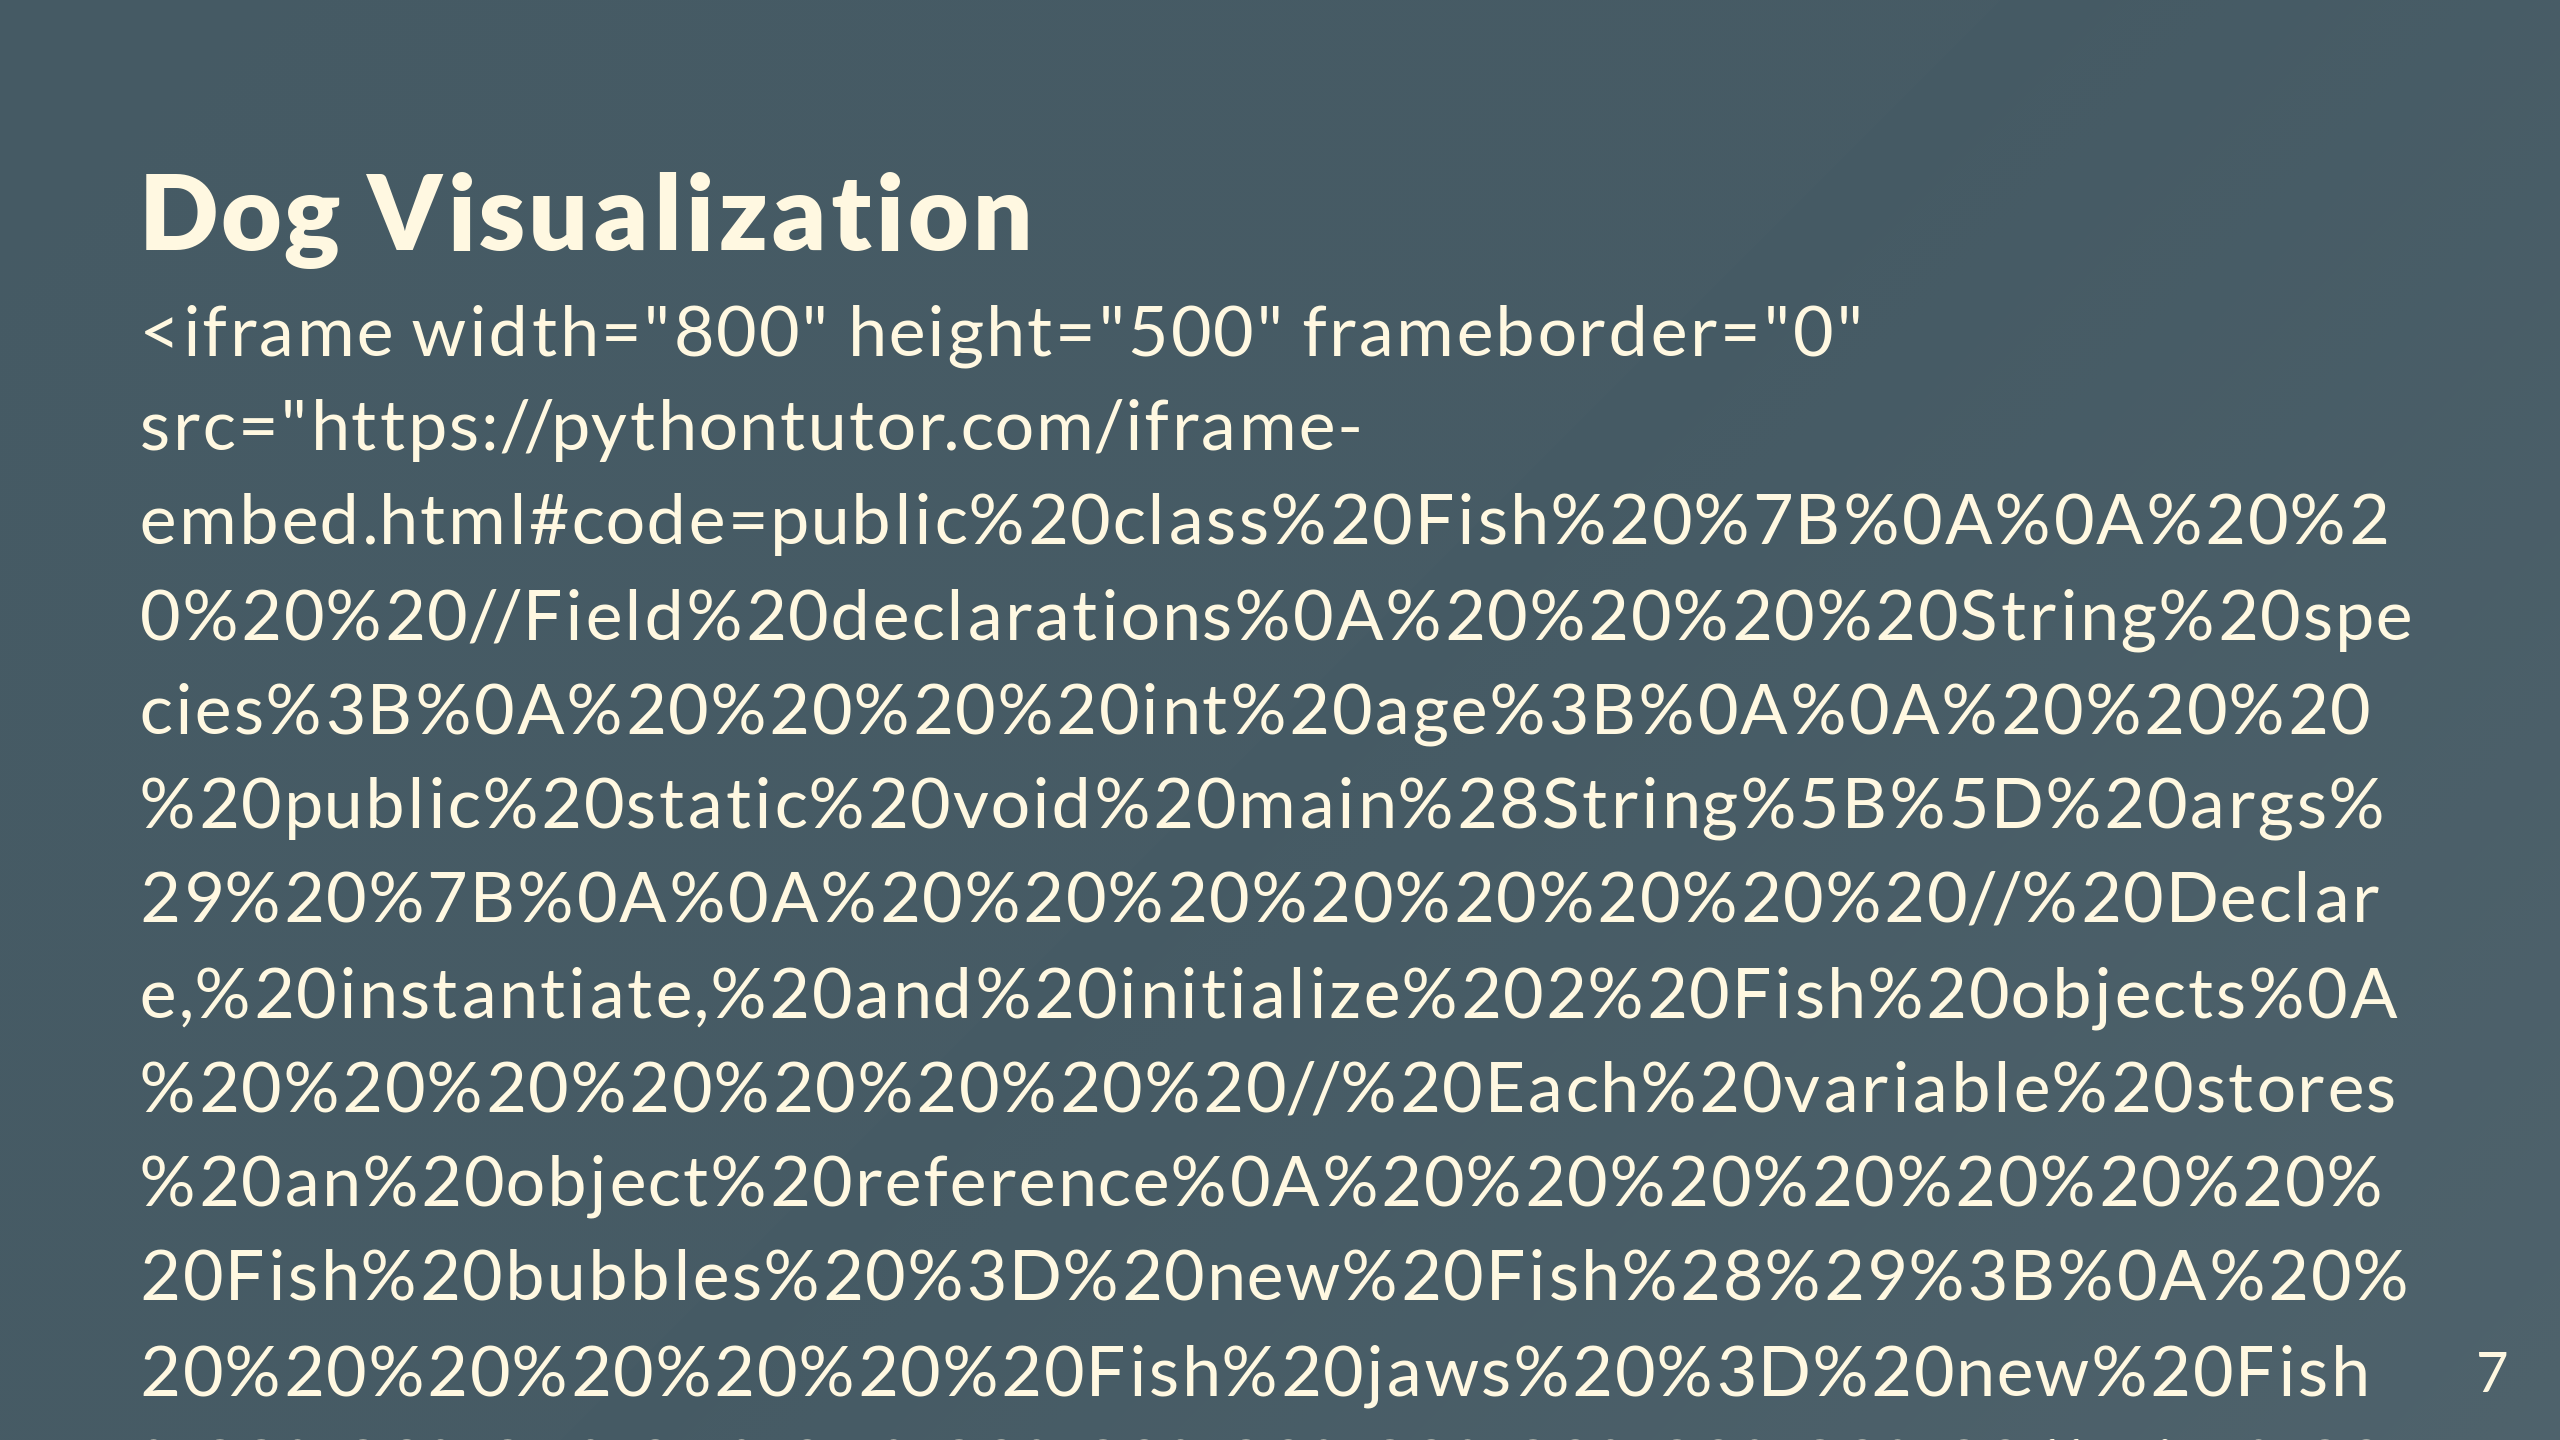 Dog Visualization
<iframe width="800" height="500" frameborder="0"
src="https://pythontutor.com/iframe-
embed.html#code=public%20class%20Fish%20%7B%0A%0A%20%2
0%20%20//Field%20declarations%0A%20%20%20%20String%20spe
cies%3B%0A%20%20%20%20int%20age%3B%0A%0A%20%20%20
%20public%20static%20void%20main%28String%5B%5D%20args%
29%20%7B%0A%0A%20%20%20%20%20%20%20%20//%20Declar
e,%20instantiate,%20and%20initialize%202%20Fish%20objects%0A
%20%20%20%20%20%20%20%20//%20Each%20variable%20stores
%20an%20object%20reference%0A%20%20%20%20%20%20%20%
20Fish%20bubbles%20%3D%20new%20Fish%28%29%3B%0A%20%
20%20%20%20%20%20%20Fish%20jaws%20%3D%20new%20Fish
7